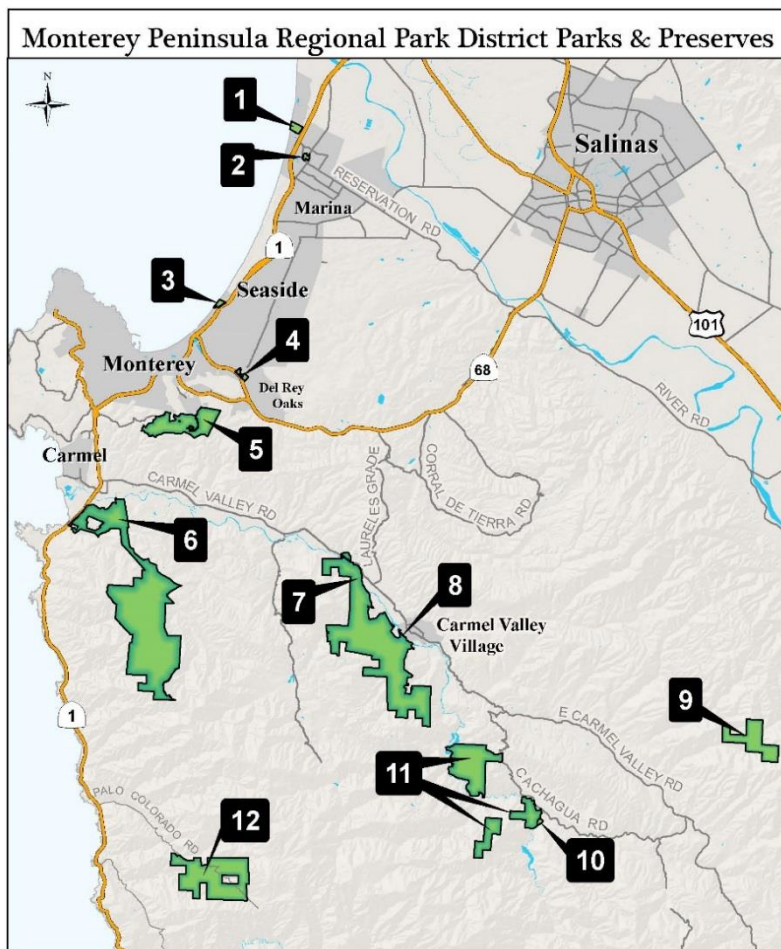 Monterey Peninsula Regional Park District Parks & Preserves
N
1
2
Salinas
RESERVATION RD
Marina
1
3
Seaside
101
4
Monterey
68
Del Rey
Oaks
RIVER RD
5
Carmel
CARMEL VALLEY RD
LAURELES GRADE
CORRAL DE TIERRA RD
6
7
8
Carmel Valley
Village
9
1
E CARMEL VALLEY RD
11
CACHAGUA RD
PALO COLORADO RD
12
10